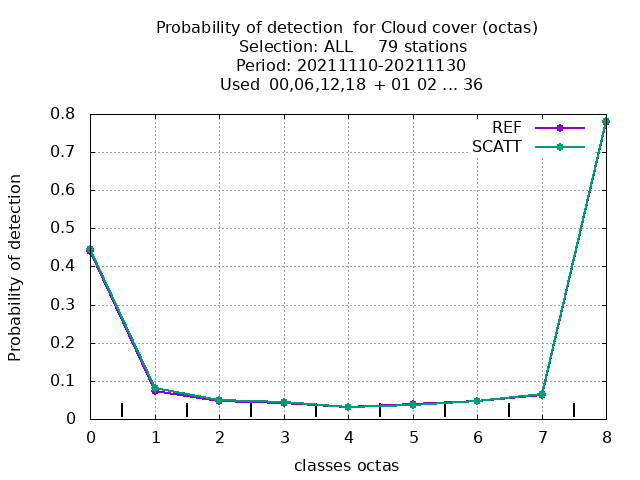 Probability of detection  for Cloud cover (octas)
Selection: ALL     79 stations
Period: 20211110-20211130
Used  00,06,12,18  + 01 02 ... 36
REF
SCATT
Probability of detection
0.8
0.7
0.6
0.5
0.4
0.3
0.2
0.1
0
0 1 2 3 4 5 6 7 8
classes octas